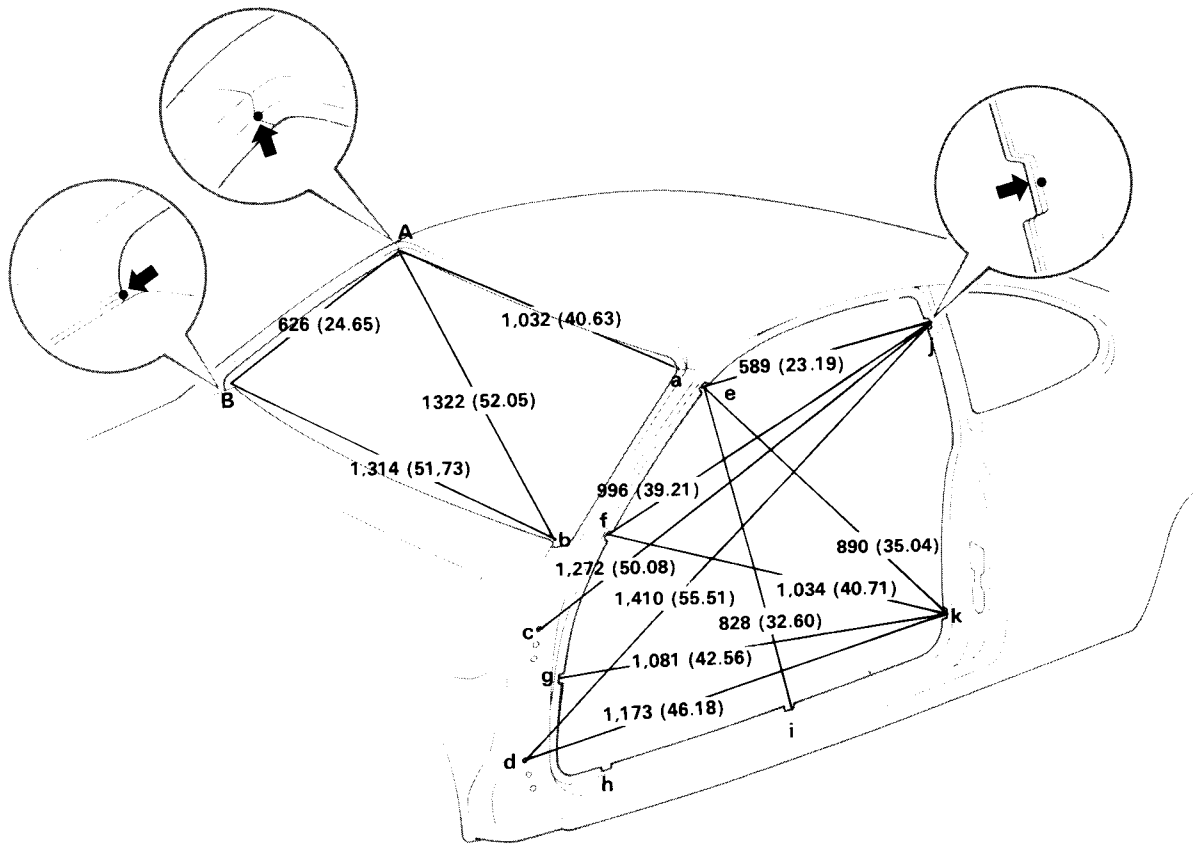 A
626 (24.65)
1,032 (40.63)
j
589 (23.19)
a
e
B
1322 (52.05)
1,314 (51,73)
996 (39.21)
f
b
890 (35.04)
1,272 (50.08)
1,034 (40.71)
1,410 (55.51)
k
828 (32.60)
c
1,081 (42.56)
g
1,173 (46.18)
i
d
h